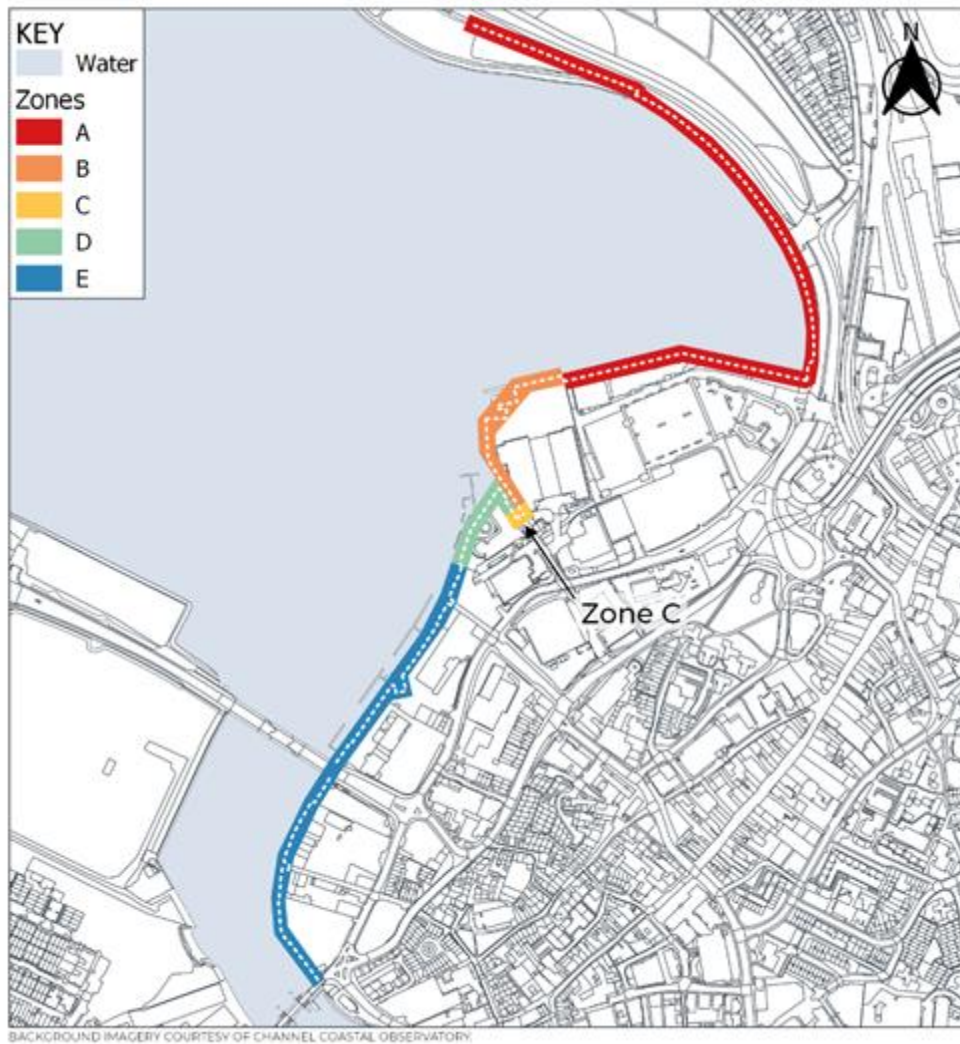 KEY
Water
Zones
A
B
C
D
E
N
Zone C
BACKGROUND IMAGERY COURTESY OF CHANNEL COASTAL OBSERVATORY.